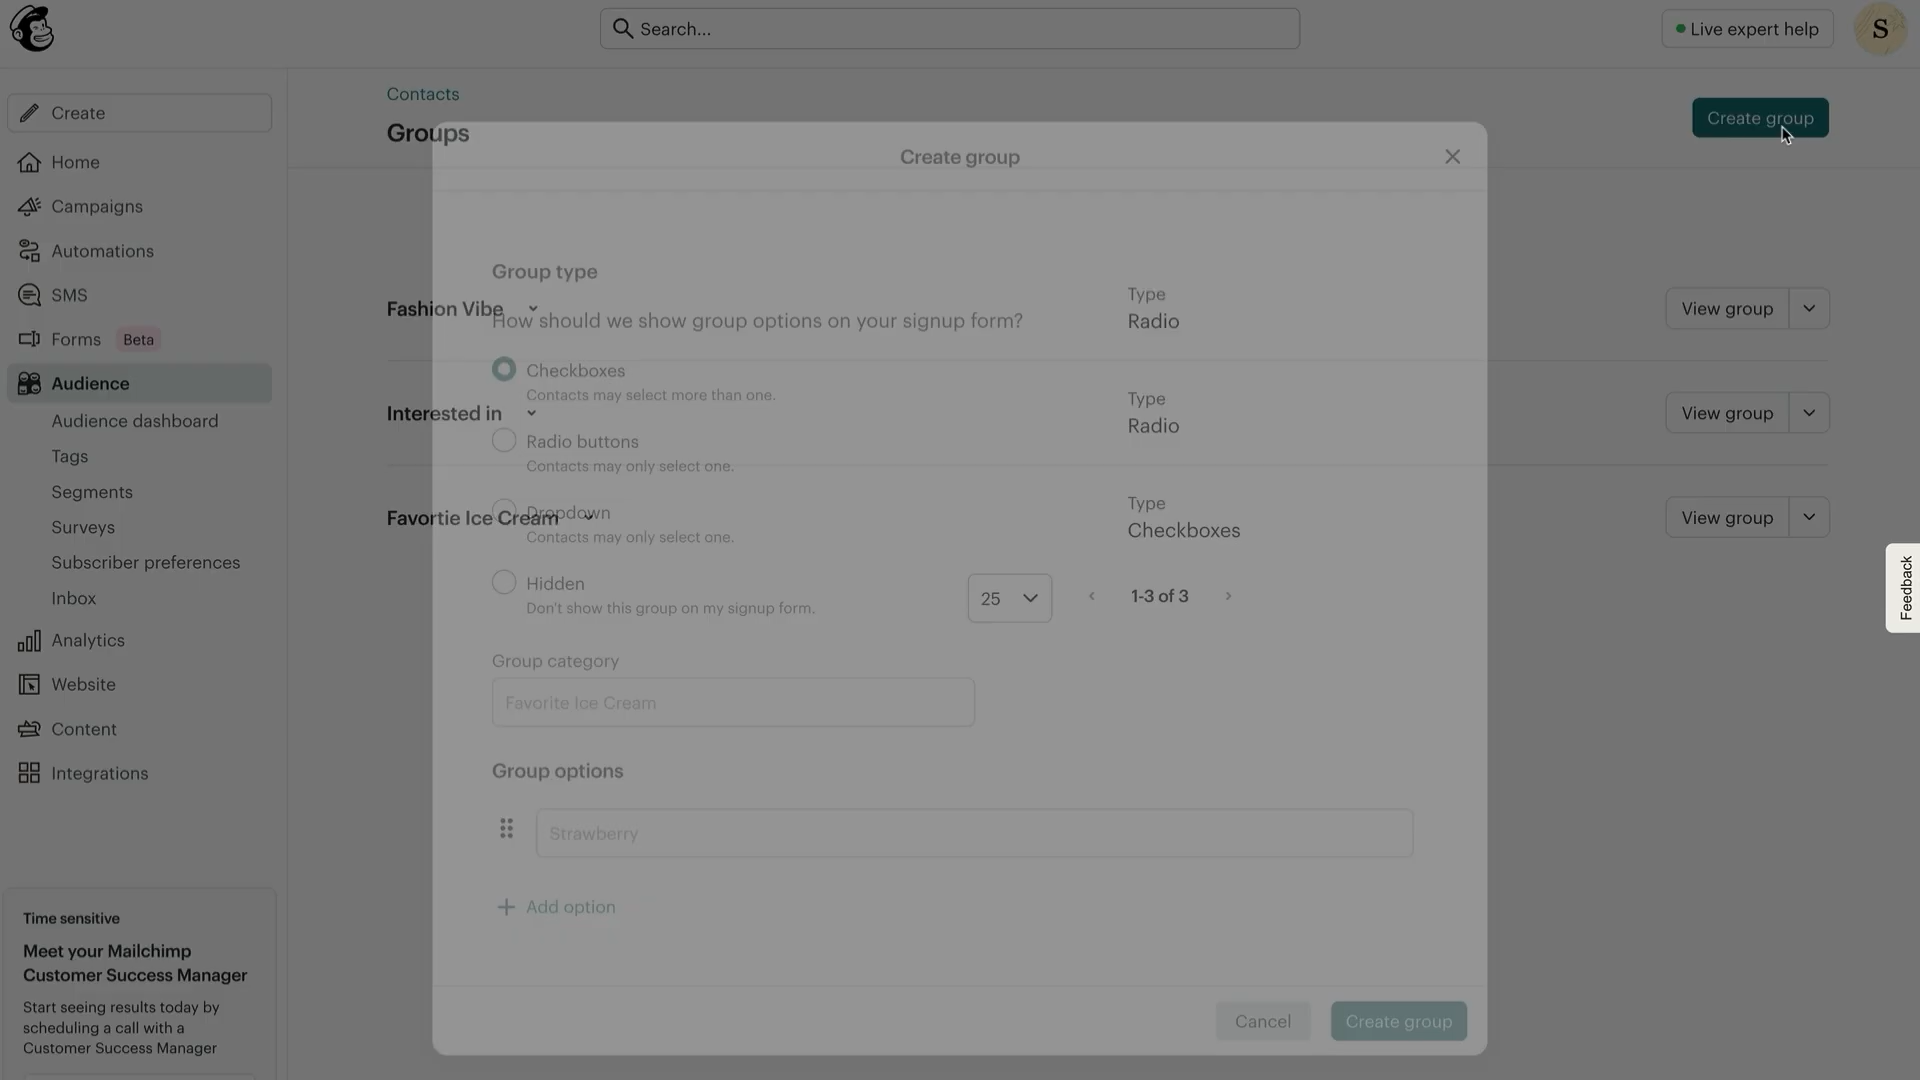 Search...
Live expert help
S
Create
Home
Campaigns
Automations
SMS
Forms Beta
Audience
Audience dashboard
Tags
Segments
Surveys
Subscriber preferences
Inbox
Analytics
Website
Content
Integrations
Time sensitive
Meet your Mailchimp
Customer Success Manager
Start seeing results today by
scheduling a call with a
Customer Success Manager
Contacts
Groups
Create group
Fashion Vibe
Type
Radio
View group
Interested in
Type
Radio
View group
Favortie Ice Cream
Type
Checkboxes
View group
25
1-3 of 3
Create group
Group type
How should we show group options on your signup form?
Checkboxes
Contacts may select more than one.
Radio buttons
Contacts may only select one.
Dropdown
Contacts may only select one.
Hidden
Don't show this group on my signup form.
Group category
Favorite Ice Cream
Group options
Strawberry
Add option
Cancel
Create group
Feedback